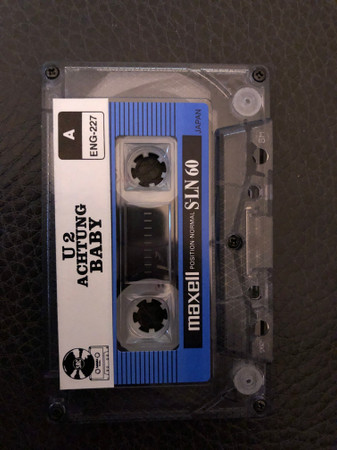 A
ENG-227
U2
ACHTUNG
BABY
maxell POSITION NORMAL S-LN 60
JAPAN